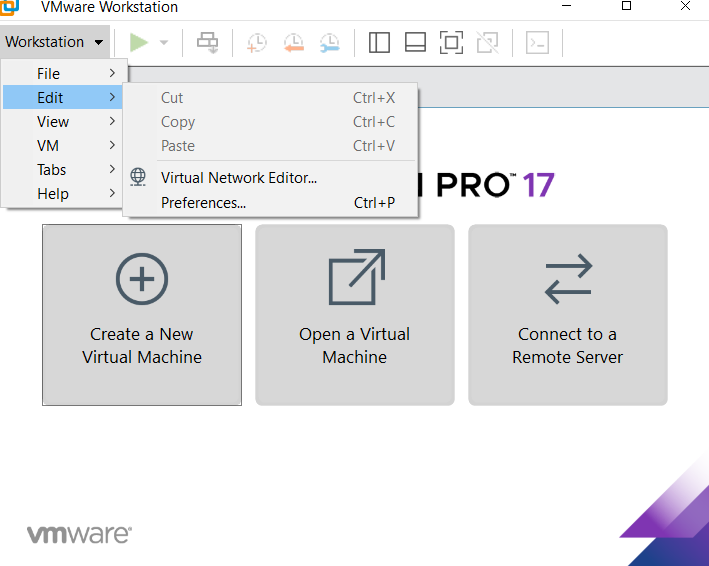 VMware Workstation
Workstation
File
Edit
View
VM
Tabs
Help
Cut Ctrl+X
Copy Ctrl+C
Paste Ctrl+V
Virtual Network Editor...
Preferences... Ctrl+P
PRO™ 17
Create a New
Virtual Machine
Open a Virtual
Machine
Connect to a
Remote Server
vmware®